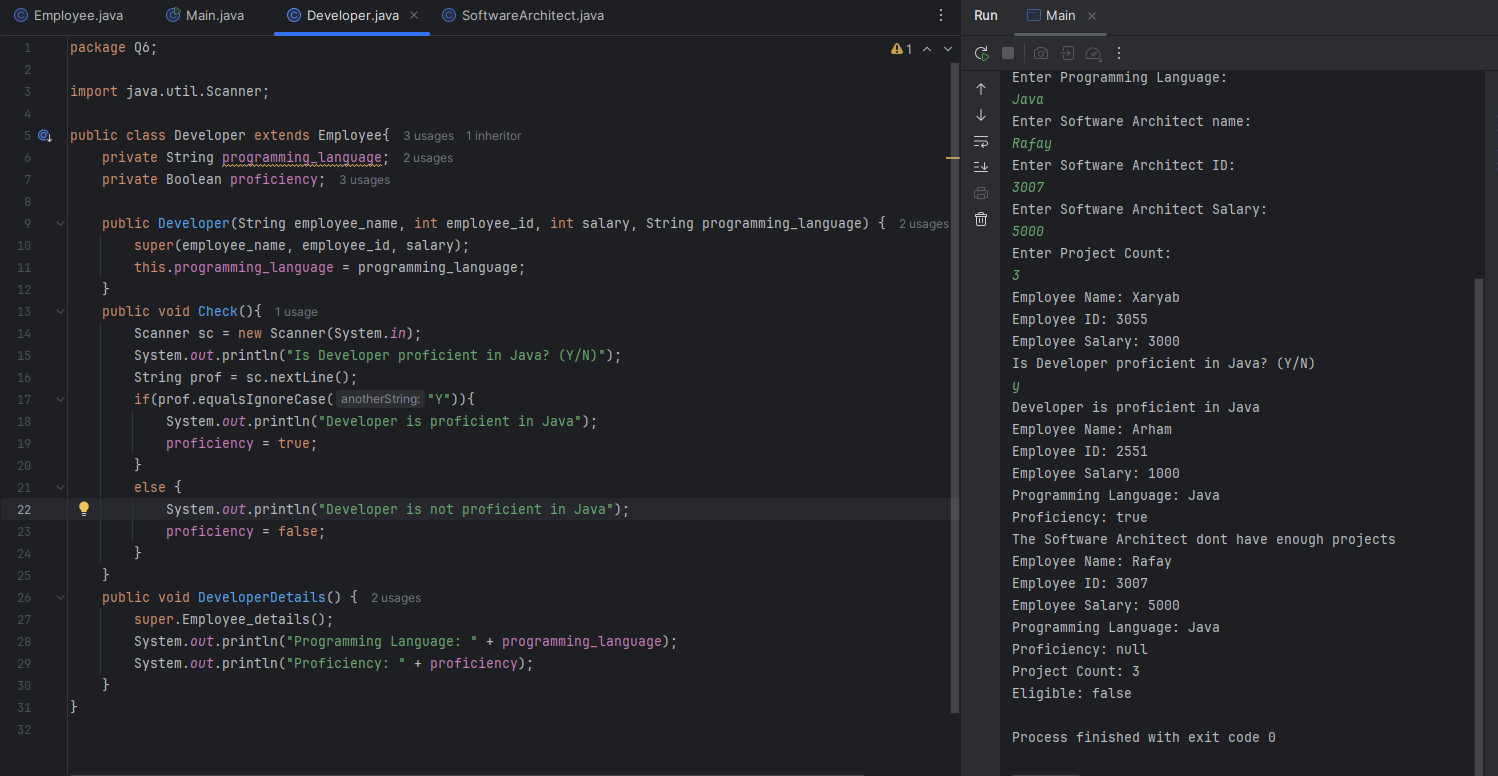 Employee.java Main.java Developer.java SoftwareArchitect.java
1 package Q6;
2
3 import java.util.Scanner;
4
5 public class Developer extends Employee{ 3 usages 1 inheritor
6 private String programming_language; 2 usages
7 private Boolean proficiency; 3 usages
8
9 public Developer(String employee_name, int employee_id, int salary, String programming_language) { 2 usages
10 super(employee_name, employee_id, salary);
11 this.programming_language = programming_language;
12 }
13 public void Check(){ 1 usage
14 Scanner sc = new Scanner(System.in);
15 System.out.println("Is Developer proficient in Java? (Y/N)");
16 String prof = sc.nextLine();
17 if(prof.equalsIgnoreCase( anotherString: "Y")){
18 System.out.println("Developer is proficient in Java");
19 proficiency = true;
20 }
21 else {
22 System.out.println("Developer is not proficient in Java");
23 proficiency = false;
24 }
25 }
26 public void DeveloperDetails() { 2 usages
27 super.Employee_details();
28 System.out.println("Programming Language: " + programming_language);
29 System.out.println("Proficiency: " + proficiency);
30 }
31 }
32
1
Run Main
Enter Programming Language:
Java
Enter Software Architect name:
Rafay
Enter Software Architect ID:
3007
Enter Software Architect Salary:
5000
Enter Project Count:
3
Employee Name: Xaryab
Employee ID: 3055
Employee Salary: 3000
Is Developer proficient in Java? (Y/N)
y
Developer is proficient in Java
Employee Name: Arham
Employee ID: 2551
Employee Salary: 1000
Programming Language: Java
Proficiency: true
The Software Architect dont have enough projects
Employee Name: Rafay
Employee ID: 3007
Employee Salary: 5000
Programming Language: Java
Proficiency: null
Project Count: 3
Eligible: false
Process finished with exit code 0